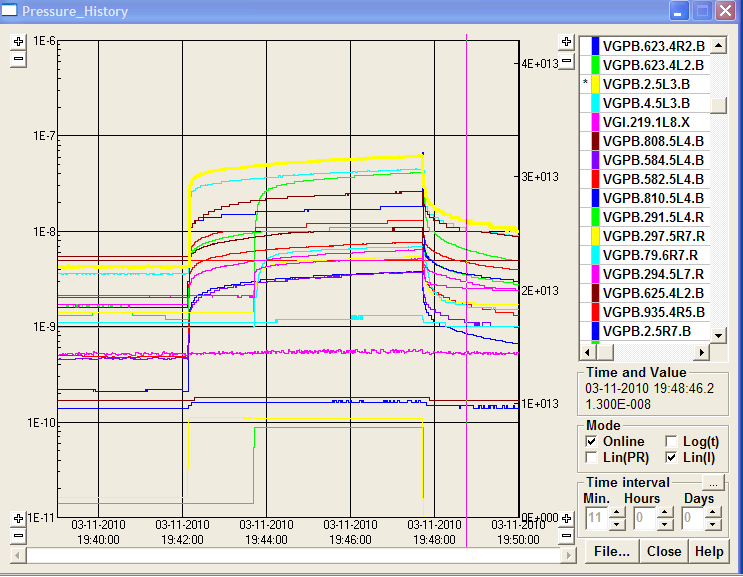 Pressure_History
1E-6
1E-7
1E-8
1E-9
1E-10
1E-11
4E+013
3E+013
2E+013
1E+013
0E+000
03-11-2010 03-11-2010 03-11-2010 03-11-2010 03-11-2010 03-11-2010
19:40:00 19:42:00 19:44:00 19:46:00 19:48:00 19:50:00
VGPB.623.4R2.B
VGPB.623.4L2.B
* VGPB.2.5L3.B
VGPB.4.5L3.B
VGI.219.1L8.X
VGPB.808.5L4.B
VGPB.584.5L4.B
VGPB.582.5L4.B
VGPB.810.5L4.B
VGPB.291.5L4.R
VGPB.297.5R7.R
VGPB.79.6R7.R
VGPB.294.5L7.R
VGPB.625.4L2.B
VGPB.935.4R5.B
VGPB.2.5R7.B
Time and Value
03-11-2010 19:48:46.2
1.300E-008
Mode
Online Log(t)
Lin(PR) Lin(I)
Time interval ...
Min. Hours Days
11 0 0
File... Close Help